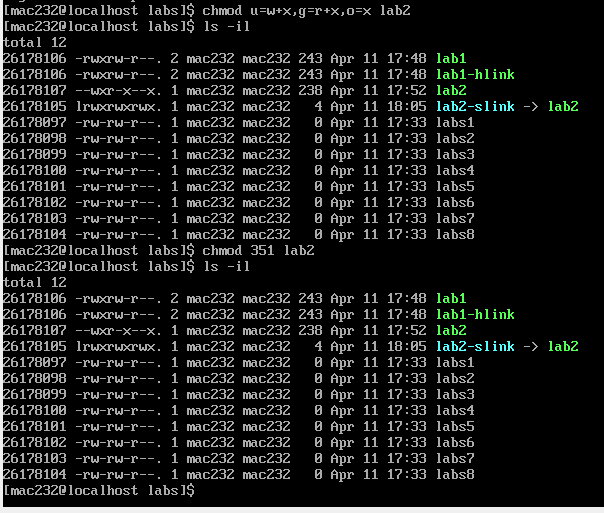 [mac232@localhost labs]$ chmod u=w+x,g=r+x,o=x lab2
[mac232@localhost labs]$ ls -il
total 12
26178106 -rwxrw-r--. 2 mac232 mac232 243 Apr 11 17:48 lab1
26178106 -rwxrw-r--. 2 mac232 mac232 243 Apr 11 17:48 lab1-hlink
26178107 --wxr-x--x. 1 mac232 mac232 238 Apr 11 17:52 lab2
26178105 lrwxrwxrwx. 1 mac232 mac232   4 Apr 11 18:05 lab2-slink -> lab2
26178097 -rw-rw-r--. 1 mac232 mac232   0 Apr 11 17:33 labs1
26178098 -rw-rw-r--. 1 mac232 mac232   0 Apr 11 17:33 labs2
26178099 -rw-rw-r--. 1 mac232 mac232   0 Apr 11 17:33 labs3
26178100 -rw-rw-r--. 1 mac232 mac232   0 Apr 11 17:33 labs4
26178101 -rw-rw-r--. 1 mac232 mac232   0 Apr 11 17:33 labs5
26178102 -rw-rw-r--. 1 mac232 mac232   0 Apr 11 17:33 labs6
26178103 -rw-rw-r--. 1 mac232 mac232   0 Apr 11 17:33 labs7
26178104 -rw-rw-r--. 1 mac232 mac232   0 Apr 11 17:33 labs8
[mac232@localhost labs]$ chmod 351 lab2
[mac232@localhost labs]$ ls -il
total 12
26178106 -rwxrw-r--. 2 mac232 mac232 243 Apr 11 17:48 lab1
26178106 -rwxrw-r--. 2 mac232 mac232 243 Apr 11 17:48 lab1-hlink
26178107 --wxr-x--x. 1 mac232 mac232 238 Apr 11 17:52 lab2
26178105 lrwxrwxrwx. 1 mac232 mac232   4 Apr 11 18:05 lab2-slink -> lab2
26178097 -rw-rw-r--. 1 mac232 mac232   0 Apr 11 17:33 labs1
26178098 -rw-rw-r--. 1 mac232 mac232   0 Apr 11 17:33 labs2
26178099 -rw-rw-r--. 1 mac232 mac232   0 Apr 11 17:33 labs3
26178100 -rw-rw-r--. 1 mac232 mac232   0 Apr 11 17:33 labs4
26178101 -rw-rw-r--. 1 mac232 mac232   0 Apr 11 17:33 labs5
26178102 -rw-rw-r--. 1 mac232 mac232   0 Apr 11 17:33 labs6
26178103 -rw-rw-r--. 1 mac232 mac232   0 Apr 11 17:33 labs7
26178104 -rw-rw-r--. 1 mac232 mac232   0 Apr 11 17:33 labs8
[mac232@localhost labs]$